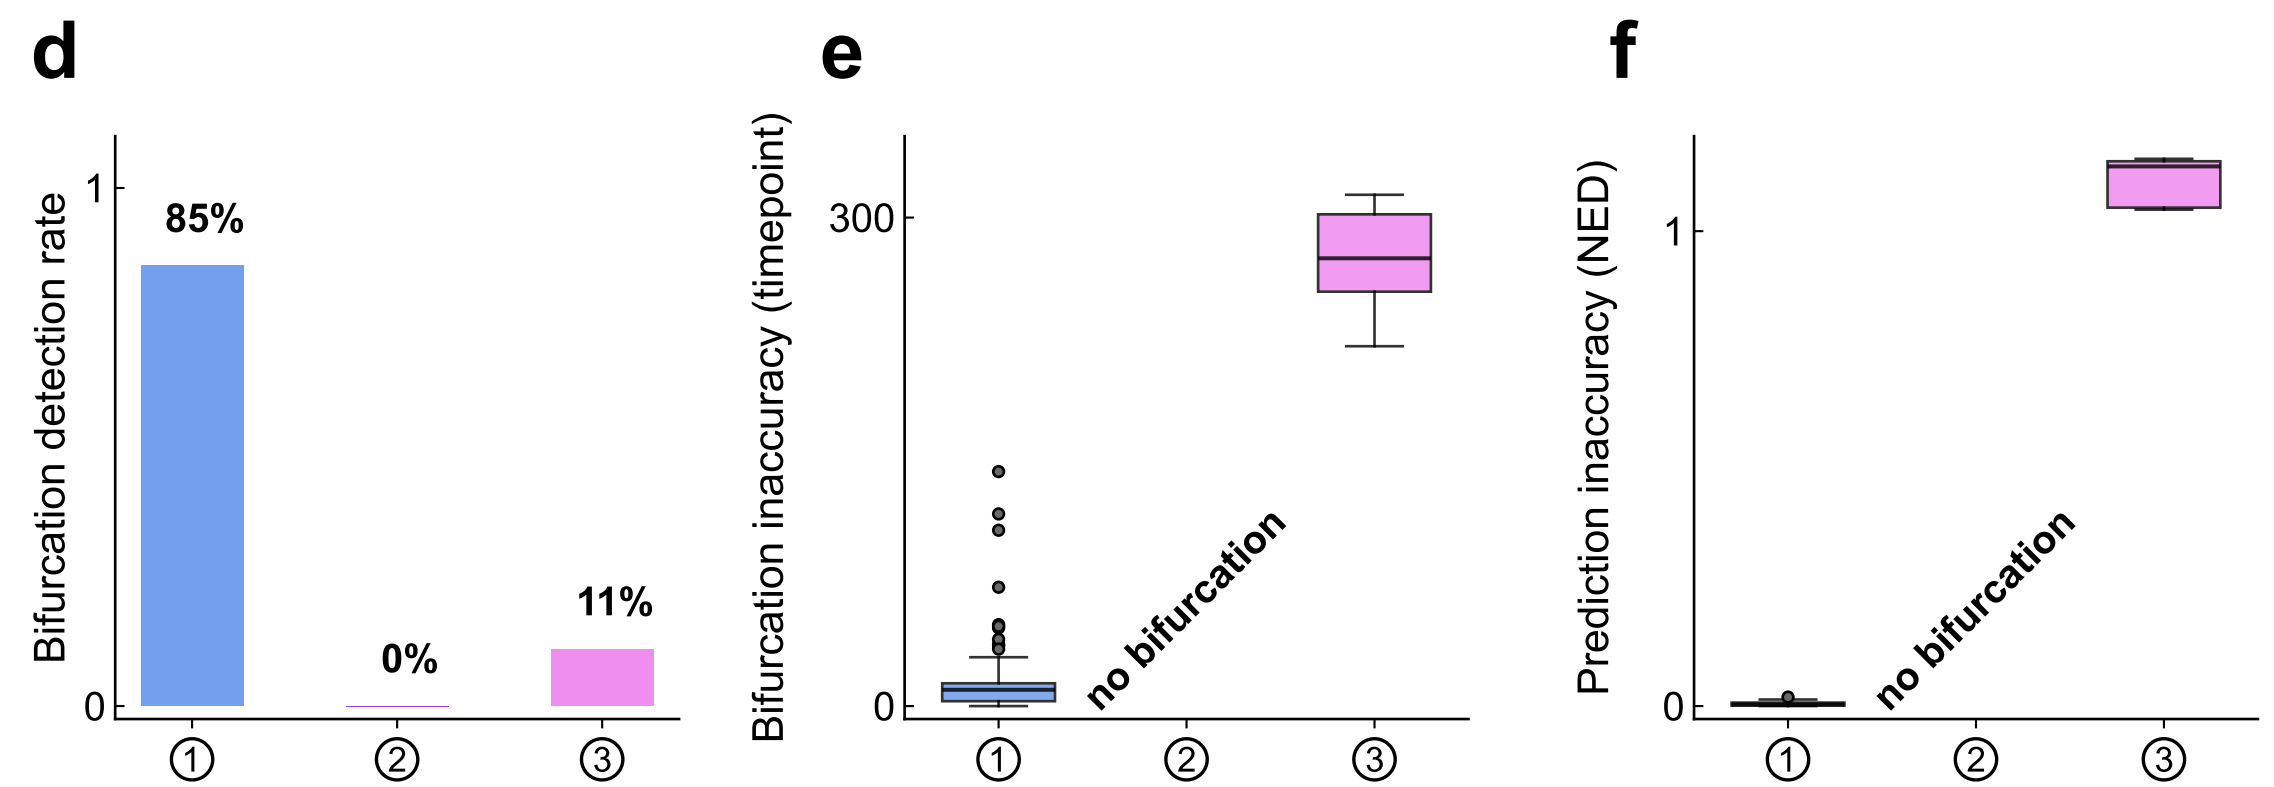 d
Bifurcation detection rate
1
0
85%
0%
11%
①
②
③
e
Bifurcation inaccuracy (timepoint)
300
0
no bifurcation
①
②
③
f
Prediction inaccuracy (NED)
1
0
no bifurcation
①
②
③